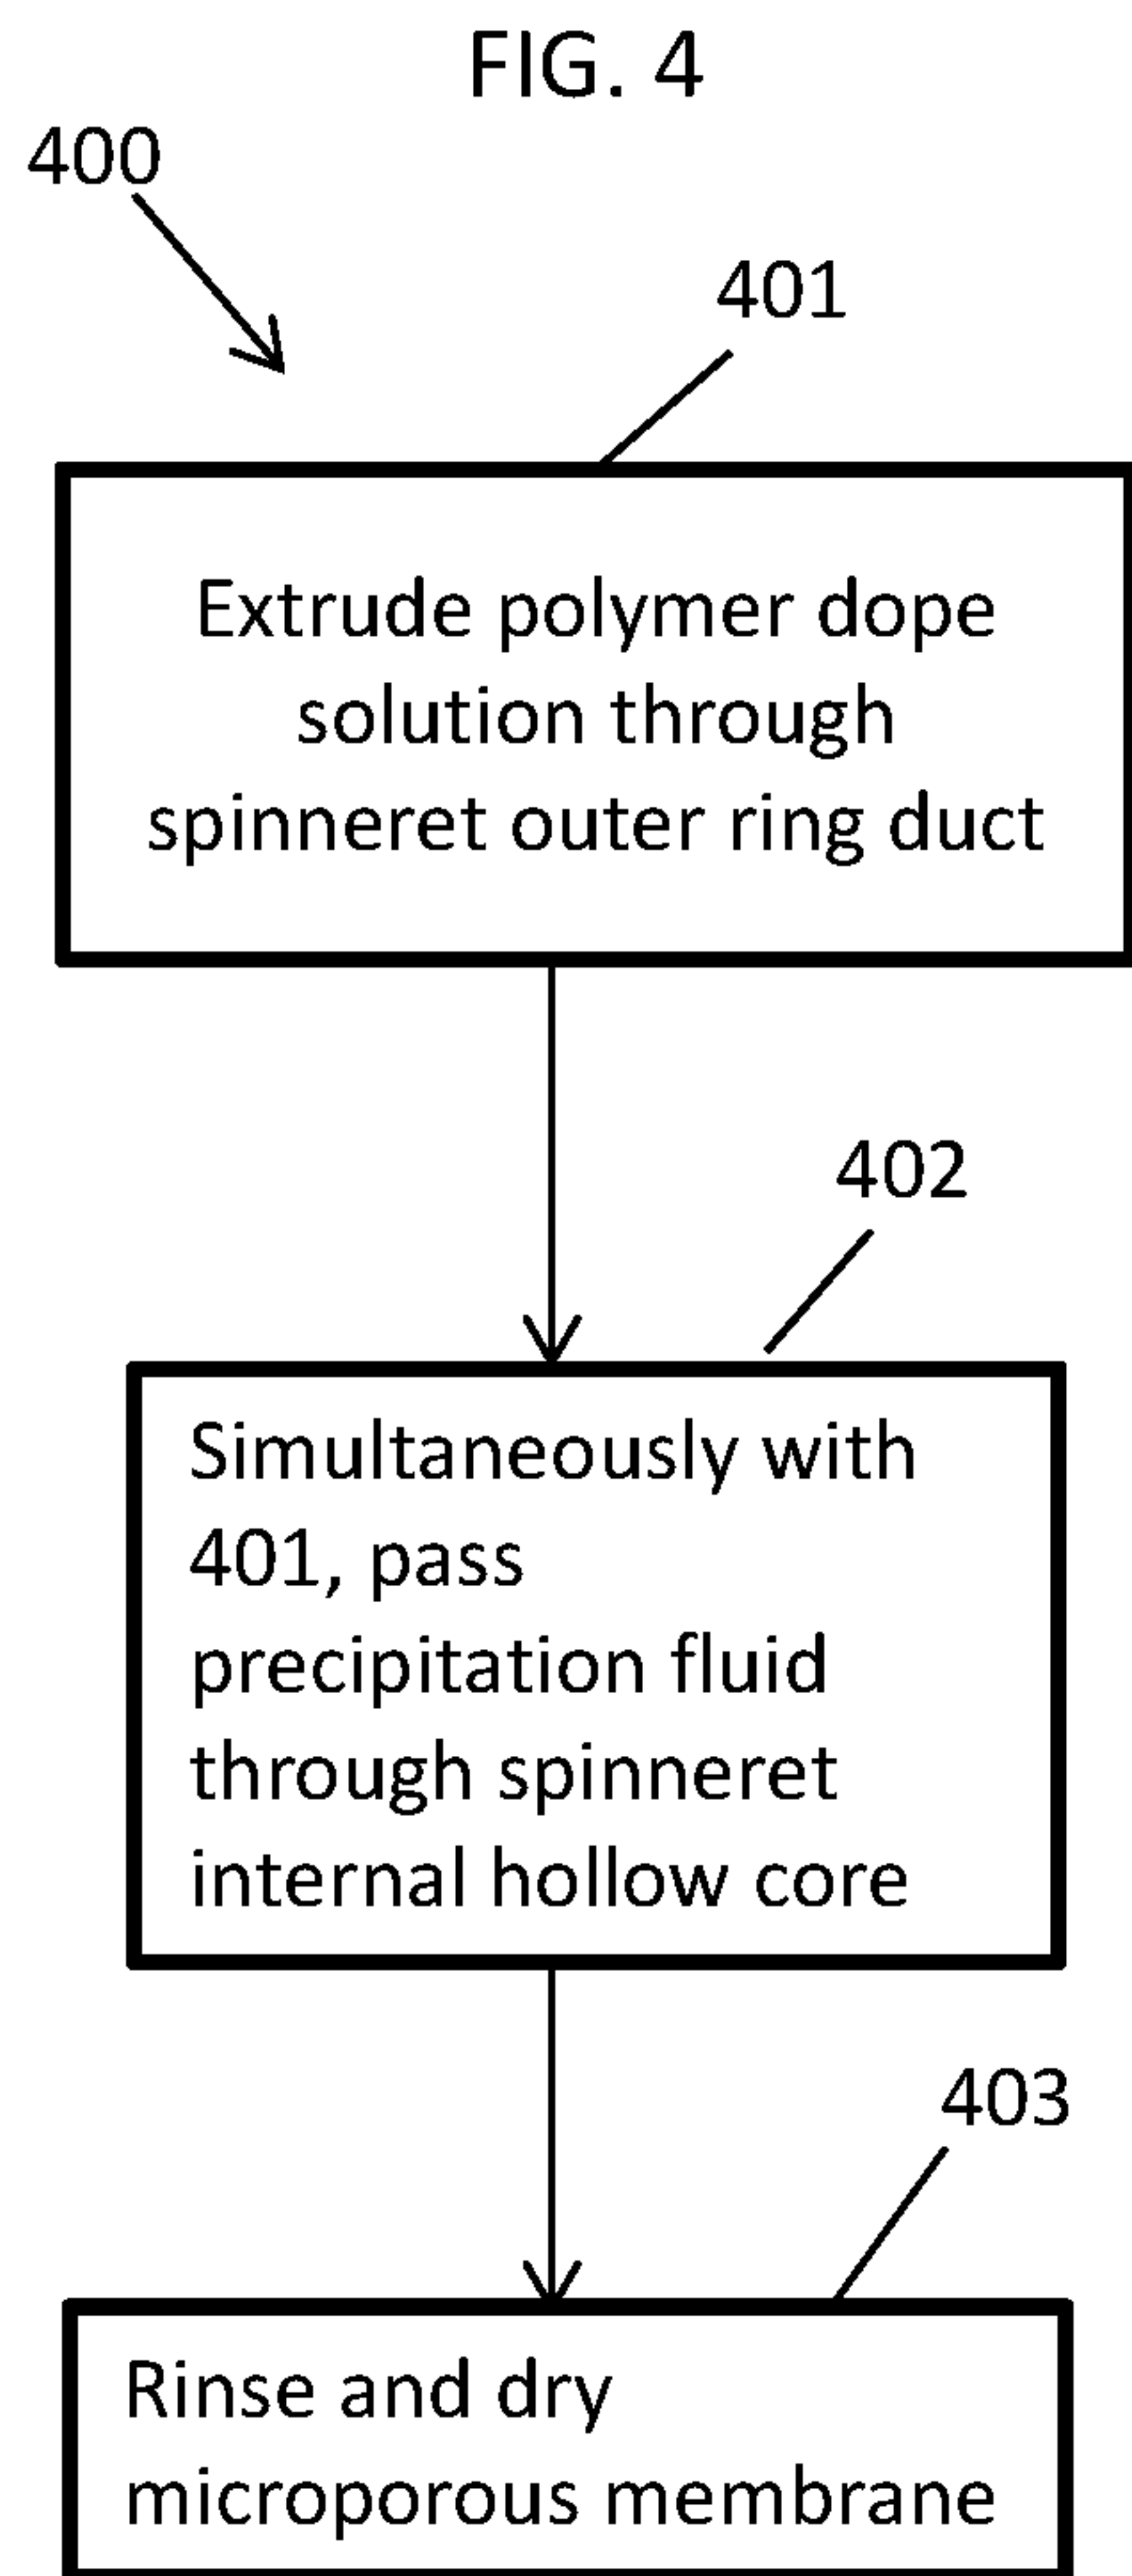 FIG. 4
400
401
Extrude polymer dope
solution through
spinneret outer ring duct
402
Simultaneously with
401, pass
precipitation fluid
through spinneret
internal hollow core
403
Rinse and dry
microporous membrane